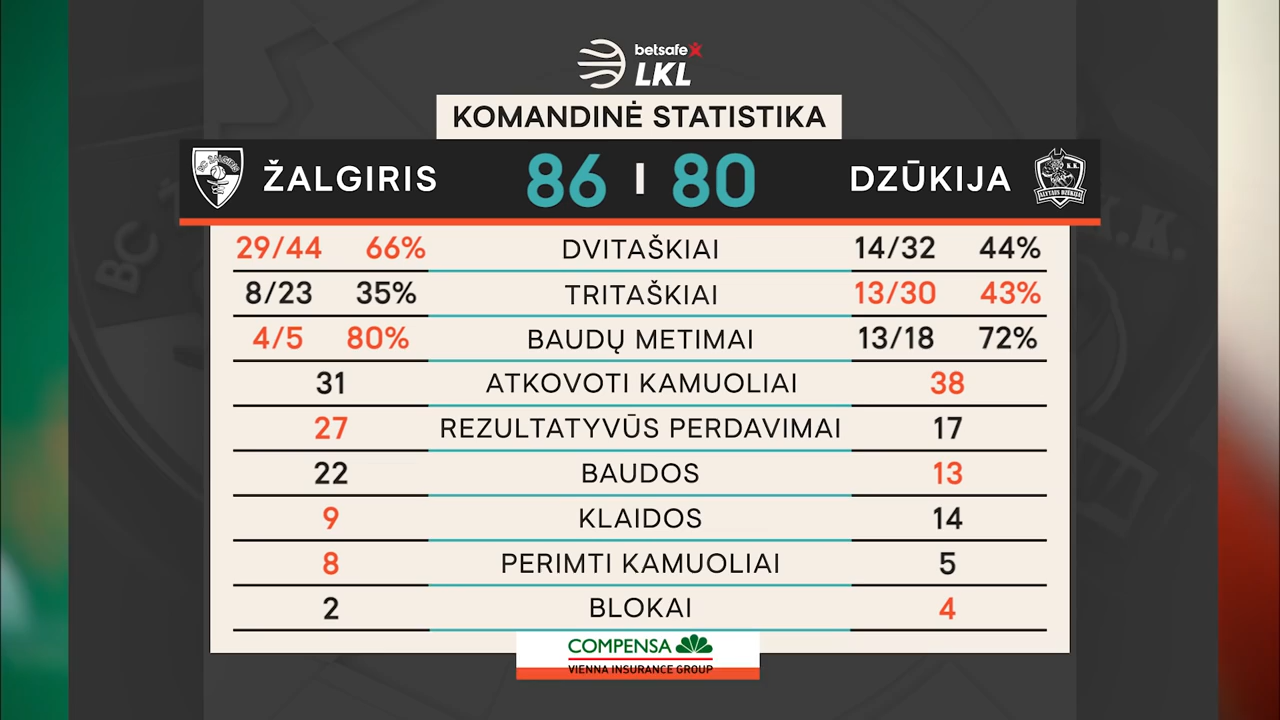 betsafe
LKL
KOMANDINĖ STATISTIKA
ŽALGIRIS 86 | 80 DZŪKIJA
29/44 66% DVITAŠKIAI 14/32 44%
8/23 35% TRITAŠKIAI 13/30 43%
4/5 80% BAUDŲ METIMAI 13/18 72%
31 ATKOVOTI KAMUOLIAI 38
27 REZULTATYVŪS PERDAVIMAI 17
22 BAUDOS 13
9 KLAIDOS 14
8 PERIMTI KAMUOLIAI 5
2 BLOKAI 4
COMPENSA
VIENNA INSURANCE GROUP